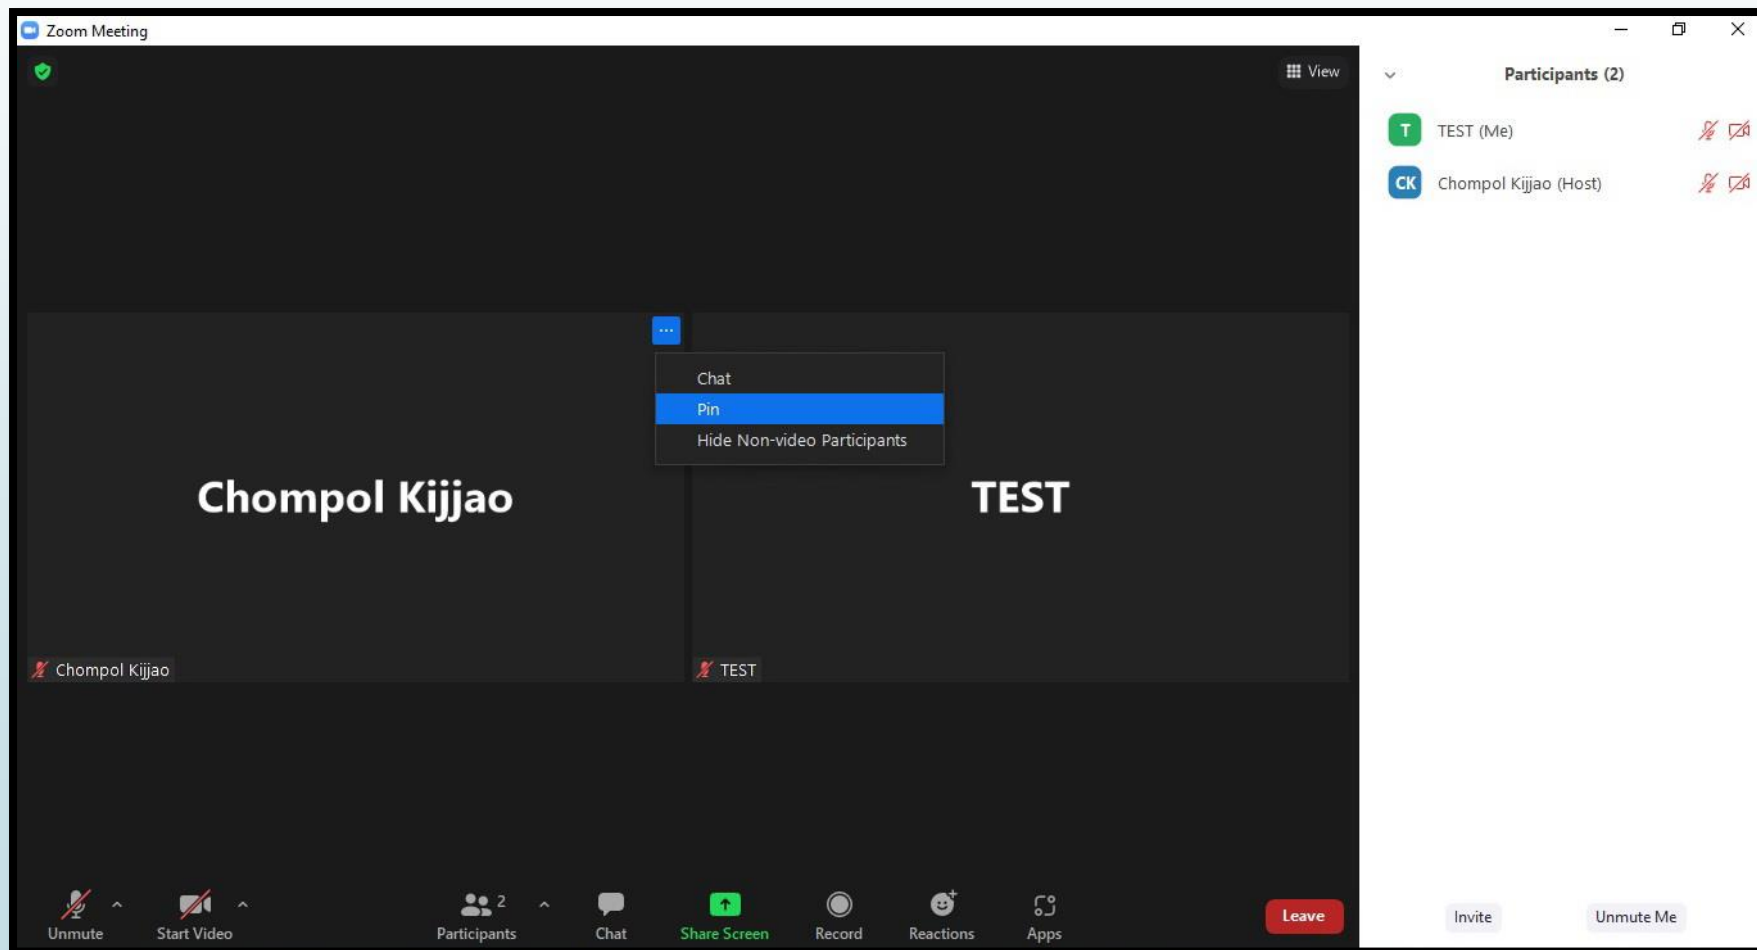 Zoom Meeting
View
Participants (2)
T TEST (Me)
CK Chompol Kijjao (Host)
Chat
Pin
Hide Non-video Participants
Chompol Kijjao
TEST
Chompol Kijjao
TEST
Unmute
Start Video
2
Participants
Chat
Share Screen
Record
Reactions
Apps
Leave
Invite
Unmute Me